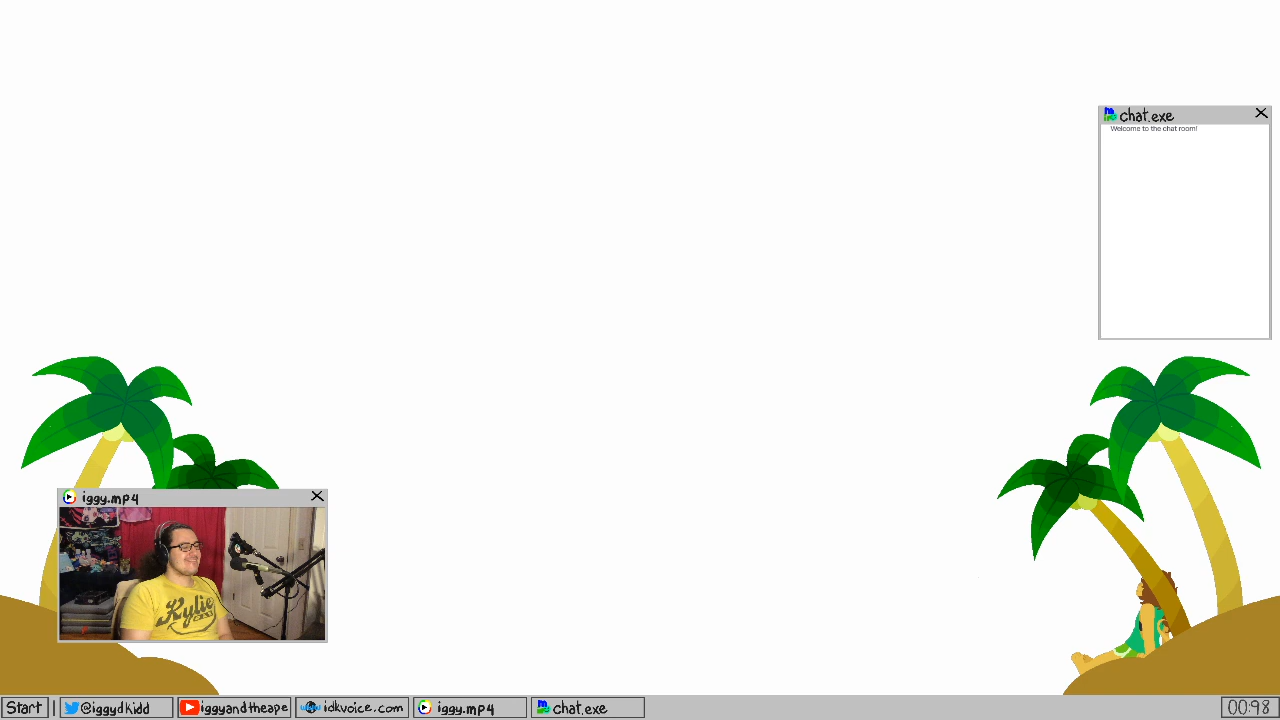 chat.exe
Welcome to the chat room!
iggy.mp4
Kylie
Start | @iggydkidd iggyandtheape www idkvoice.com iggy.mp4 chat.exe 00:98